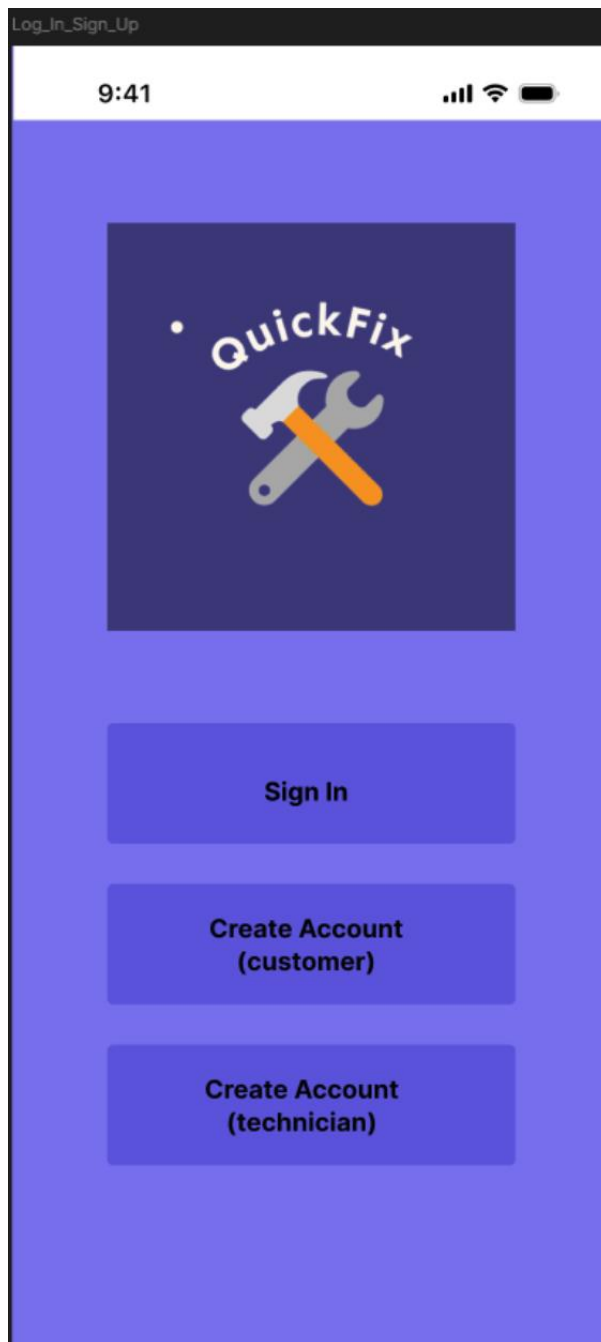 Log_In_Sign_Up
9:41
QuickFix
Sign In
Create Account
(customer)
Create Account
(technician)